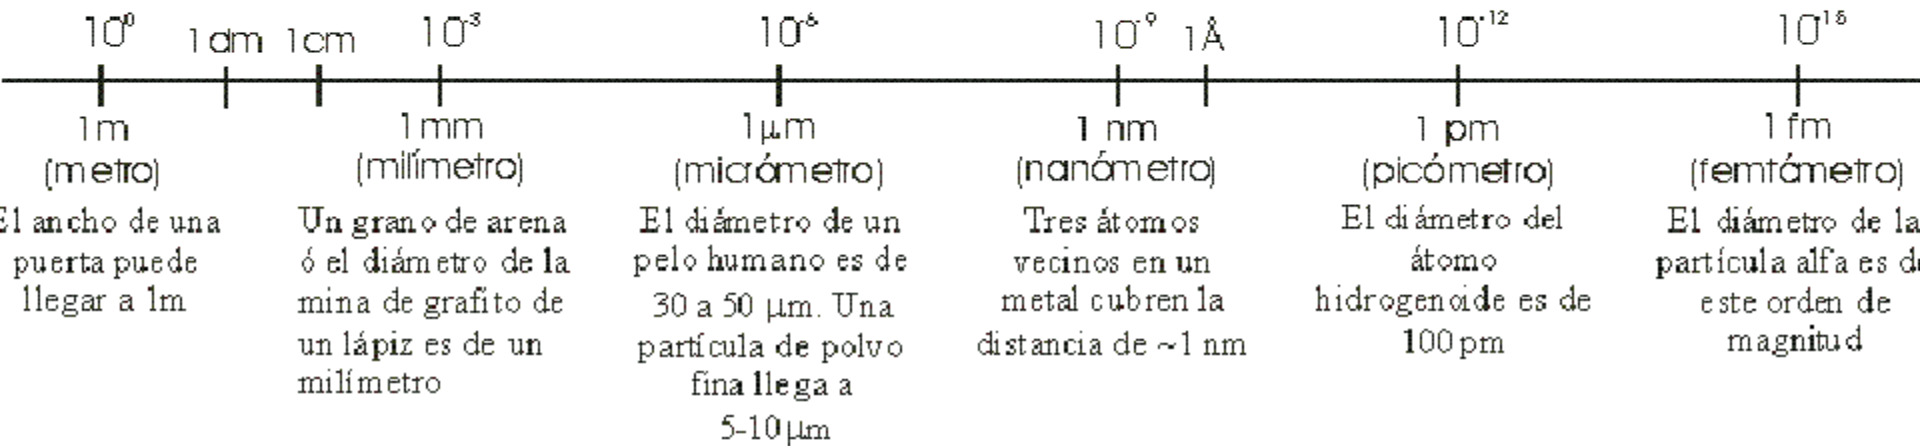 10⁰ 1dm 1cm 10⁻³ 10⁻⁶ 10⁻⁹ 1Å 10⁻¹² 10⁻¹⁵
1m 1mm 1μm 1 nm 1 pm 1 fm
(metro) (milímetro) (micrómetro) (nanómetro) (picómetro) (femtómetro)
El ancho de una
puerta puede
llegar a 1m
Un grano de arena
ó el diámetro de la
mina de grafito de
un lápiz es de un
milímetro
El diámetro de un
pelo humano es de
30 a 50 μm. Una
partícula de polvo
fina llega a
5-10μm
Tres átomos
vecinos en un
metal cubren la
distancia de ~1 nm
El diámetro del
átomo
hidrogenoide es de
100pm
El diámetro de la
partícula alfa es de
este orden de
magnitud